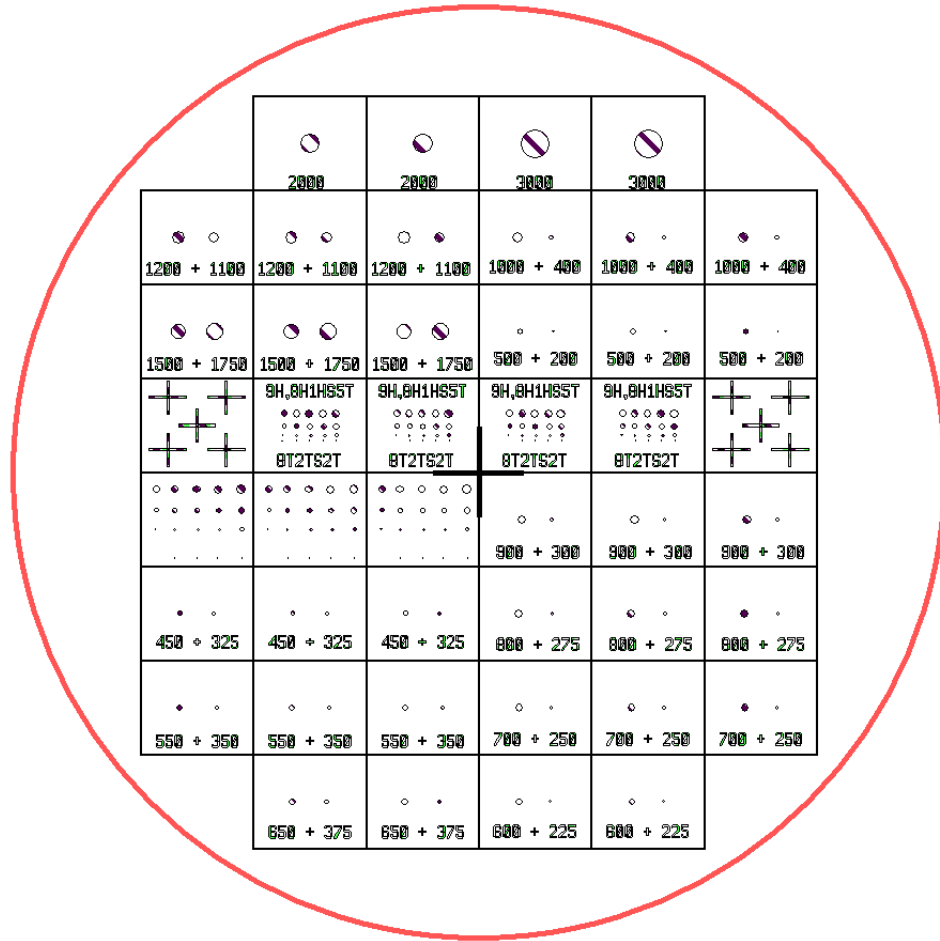 2000 2000 3000 3000
1200 + 1100 1200 + 1100 1200 + 1100 1000 + 400 1000 + 400 1000 + 400
1500 + 1750 1500 + 1750 1500 + 1750 500 + 200 500 + 200 500 + 200
9H,8H1HS5T 9H,8H1HS5T 9H,8H1HS5T 9H,8H1HS5T
8T2TS2T 8T2TS2T 8T2TS2T 8T2TS2T
900 + 300 900 + 300 900 + 300
450 + 325 450 + 325 450 + 325 800 + 275 800 + 275 800 + 275
550 + 350 550 + 350 550 + 350 700 + 250 700 + 250 700 + 250
650 + 375 650 + 375 600 + 225 600 + 225